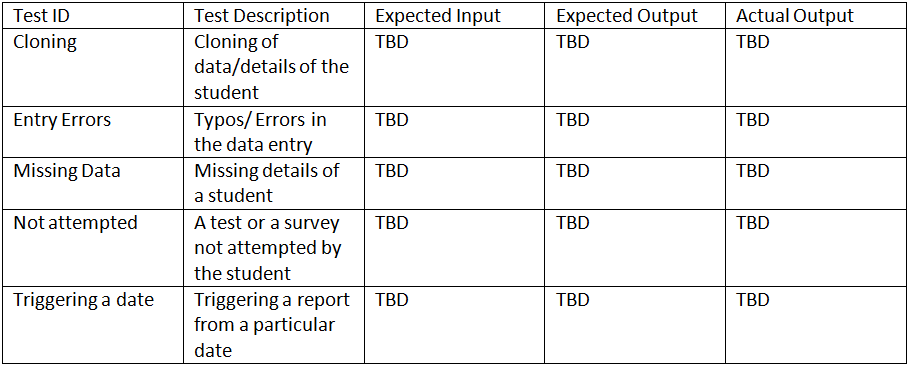 Test ID Test Description Expected Input Expected Output Actual Output
Cloning Cloning of TBD TBD TBD
data/details of the
student
Entry Errors Typos/ Errors in TBD TBD TBD
the data entry
Missing Data Missing details of TBD TBD TBD
a student
Not attempted A test or a survey TBD TBD TBD
not attempted by
the student
Triggering a date Triggering a report TBD TBD TBD
from a particular
date